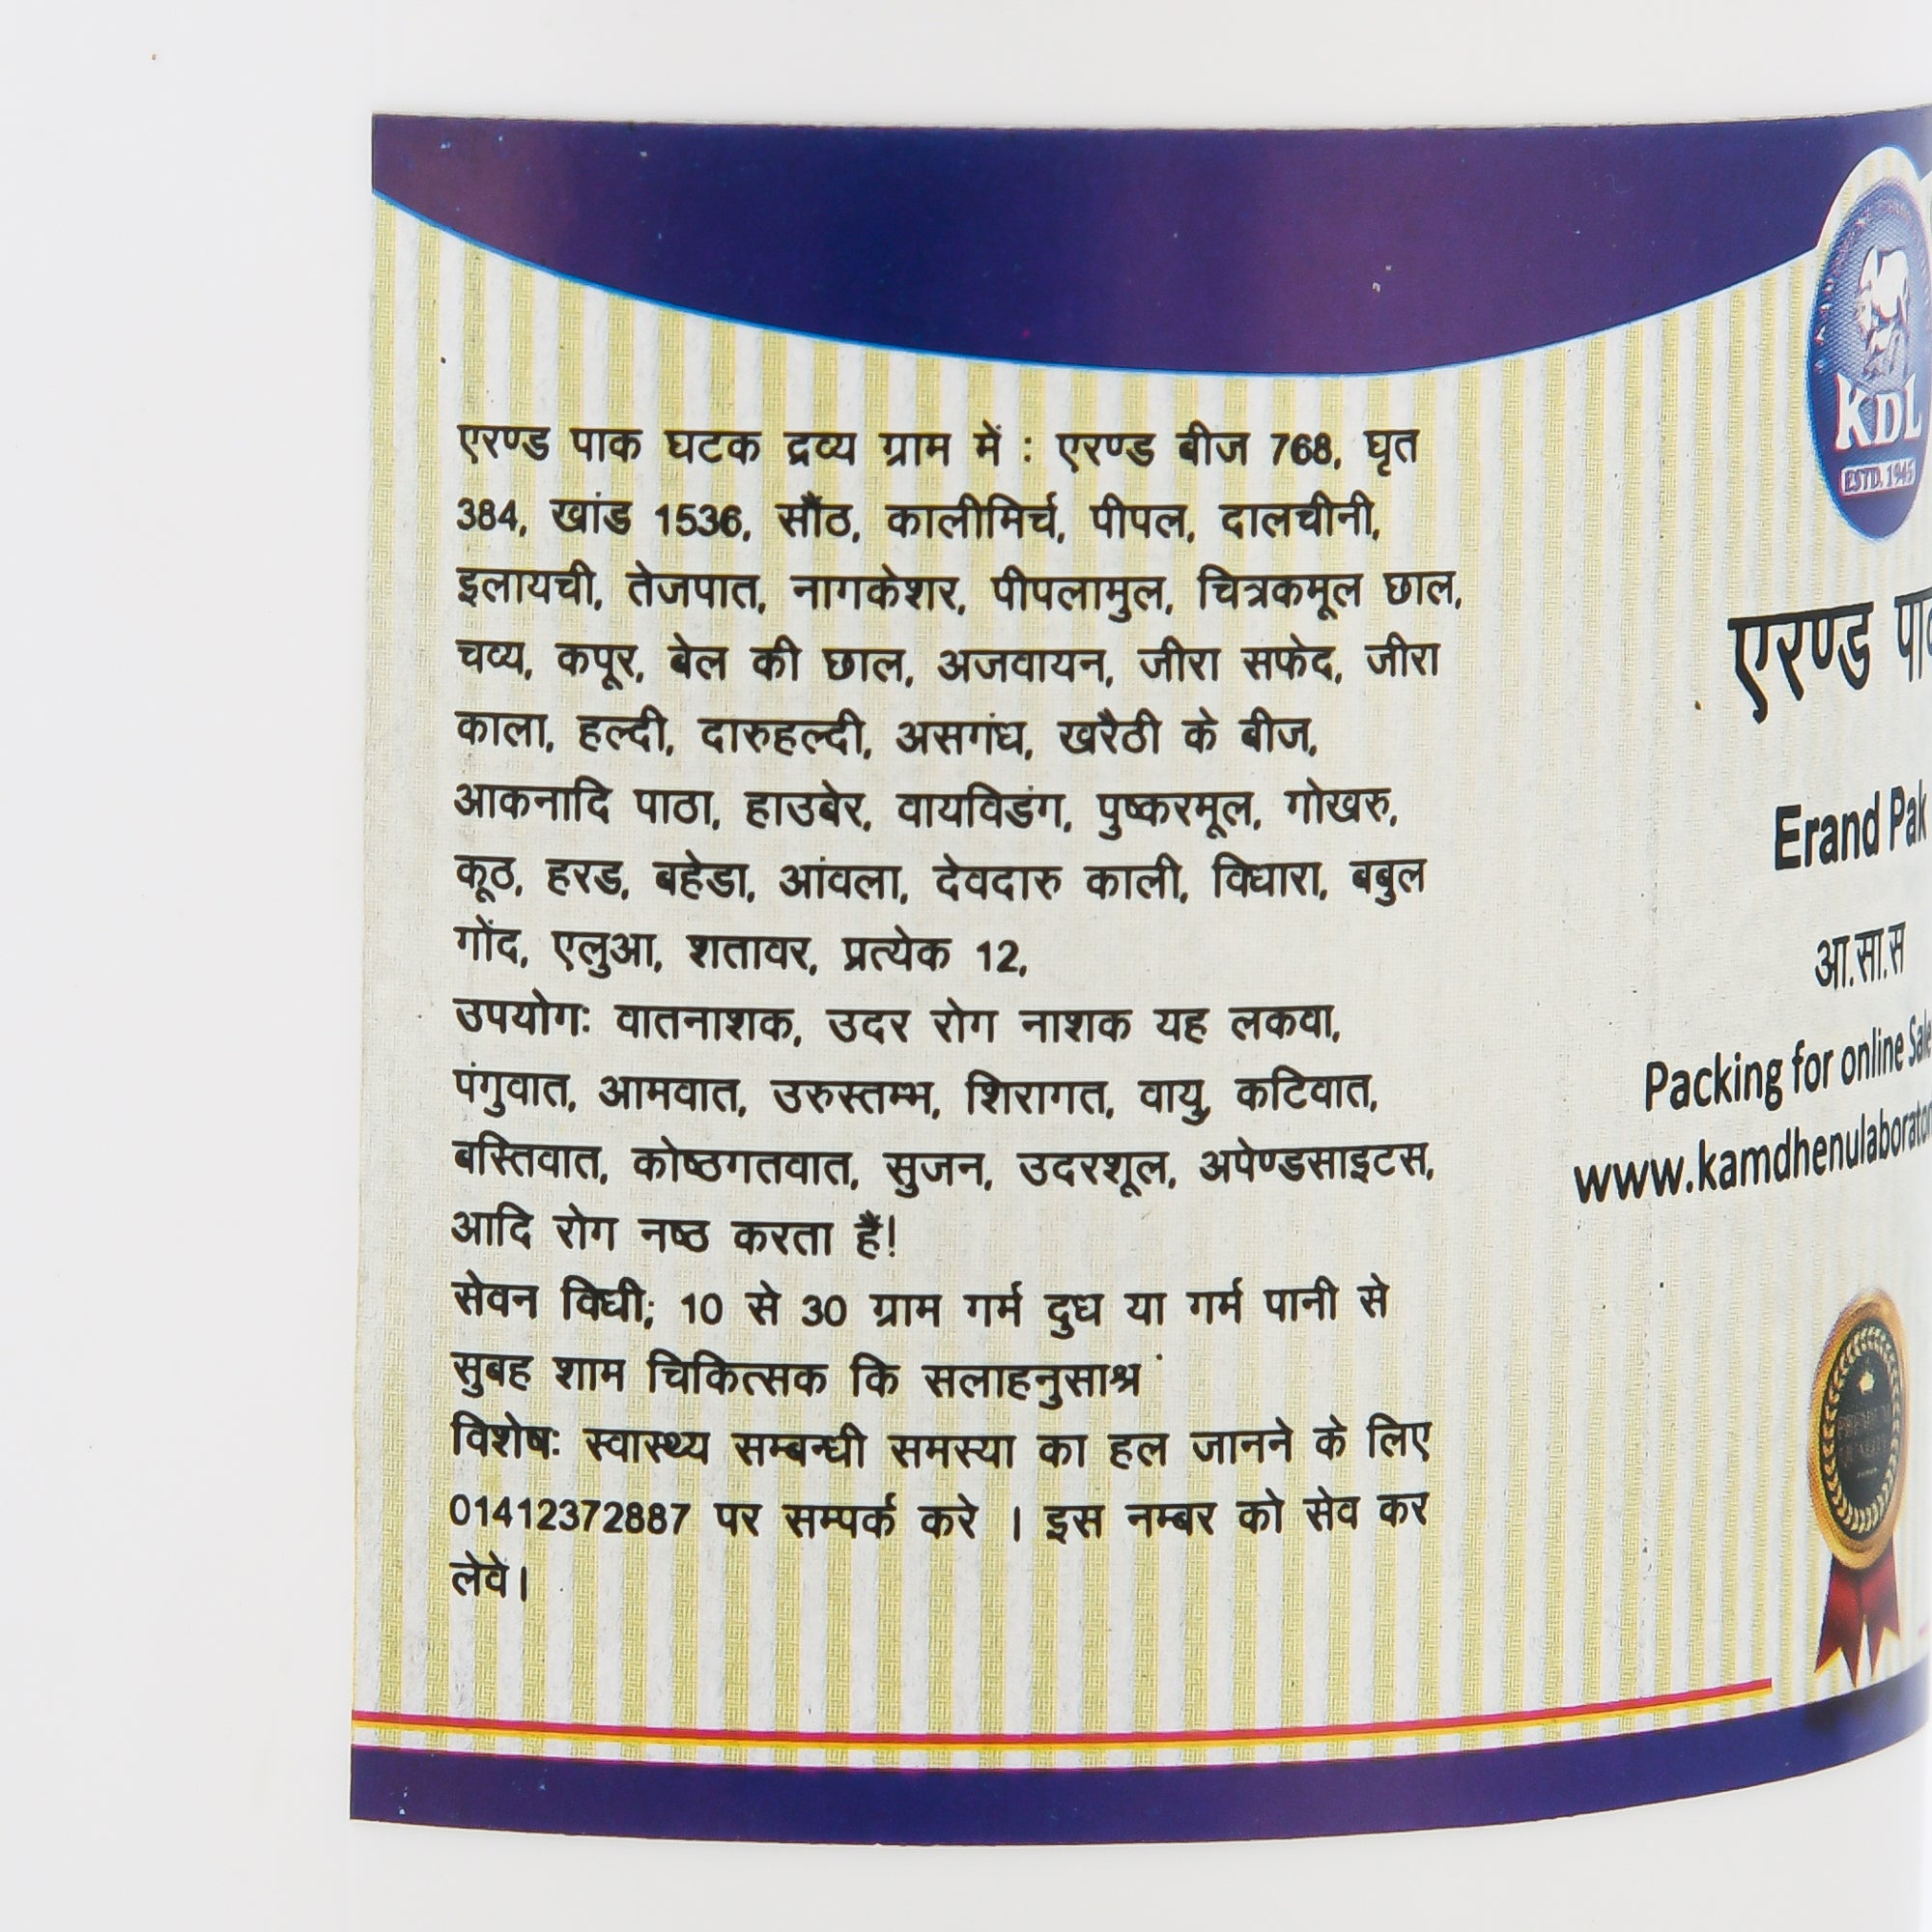 एरण्ड पाक घटक द्रव्य ग्राम में : एरण्ड बीज 768, घृत
384, खांड 1536, सौंठ, कालीमिर्च, पीपल, दालचीनी,
इलायची, तेजपात, नागकेशर, पीपलामुल, चित्रकमूल छाल,
चव्य, कपूर, बेल की छाल, अजवायन, जीरा सफेद, जीरा
काला, हल्दी, दारुहल्दी, असगंघ, खरैठी के बीज,
आकनादि पाठा, हाउबेर, वायविडंग, पुष्करमूल, गोखरु,
कूठ, हरड, बहेडा, आंवला, देवदारु काली, विघारा, बबुल
गोंद, एलुआ, शतावर, प्रत्येक 12,
उपयोगः वातनाशक, उदर रोग नाशक यह लकवा,
पंगुवात, आमवात, उरुस्तम्भ, शिरागत, वायु, कटिवात,
बस्तिवात, कोष्ठगतवात, सुजन, उदरशूल, अपेण्डसाइटस,
आदि रोग नष्ठ करता हैं!
सेवन विघी; 10 से 30 ग्राम गर्म दुघ या गर्म पानी से
सुबह शाम चिकित्सक कि सलाहनुसाश्र
विशेषः स्वास्थ्य सम्बन्घी समस्या का हल जानने के लिए
01412372887 पर सम्पर्क करे । इस नम्बर को सेव कर
लेवे।
KDL
ESTD. 1945
एरण्ड
Erand Pak
आ.सा.स
Packing for online
www.kamdhenulaborator